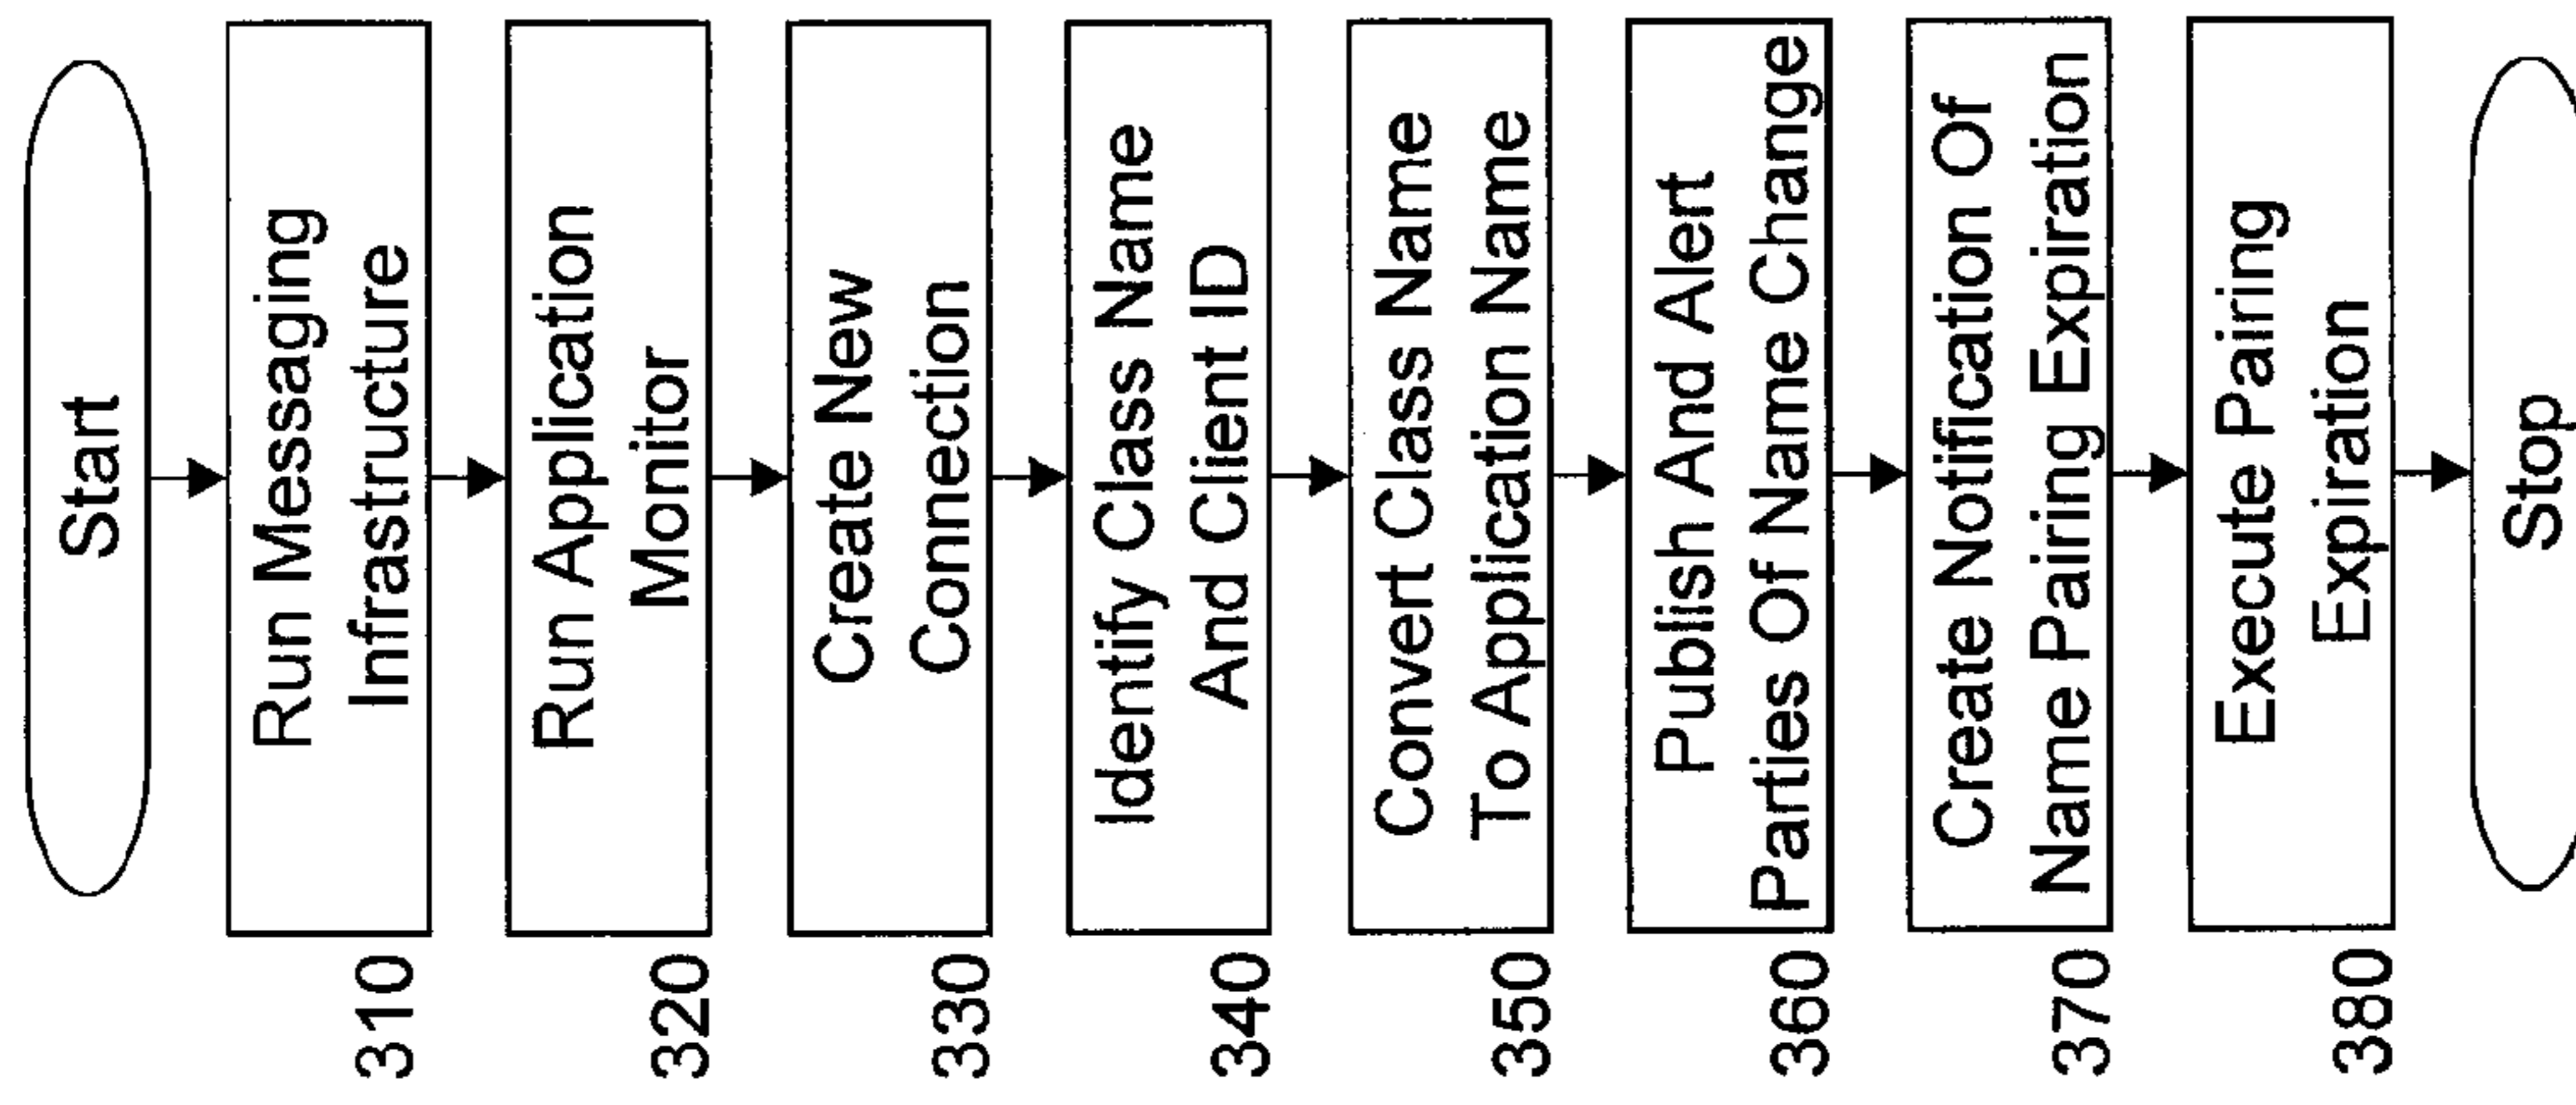 Start
310
Run Messaging
Infrastructure
320
Run Application
Monitor
330
Create New
Connection
340
Identify Class Name
And Client ID
350
Convert Class Name
To Application Name
360
Publish And Alert
Parties Of Name Change
370
Create Notification Of
Name Pairing Expiration
380
Execute Pairing
Expiration
Stop